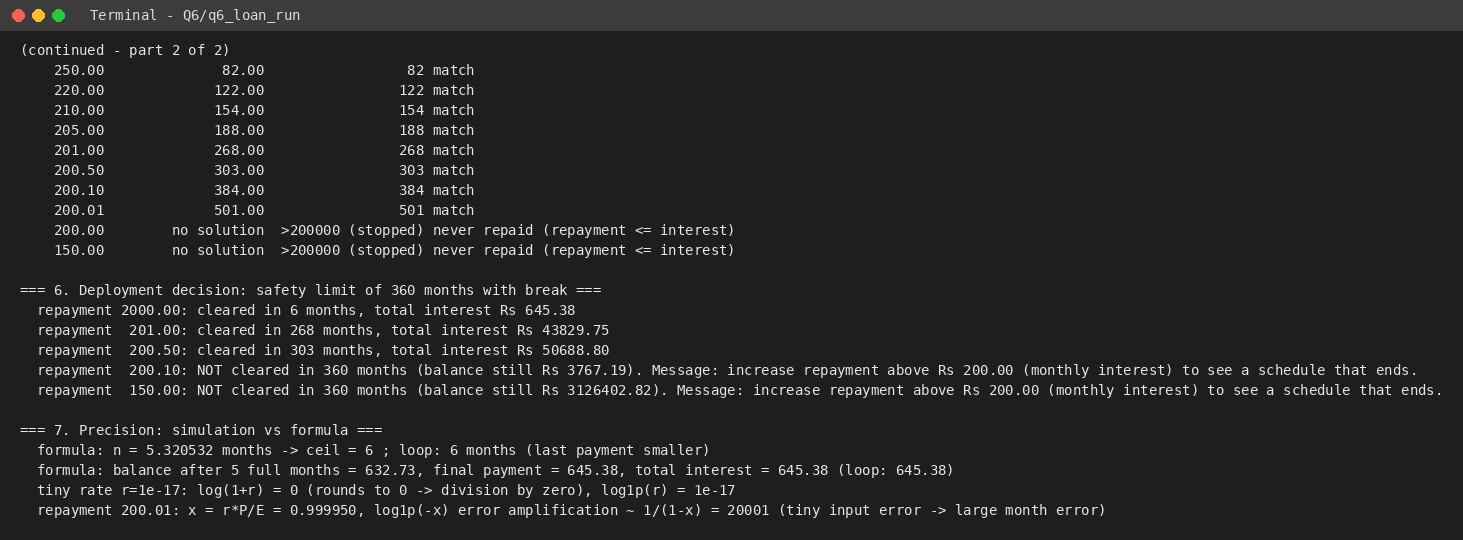 Terminal - Q6/q6_loan_run
(continued - part 2 of 2)
250.00 82.00 82 match
220.00 122.00 122 match
210.00 154.00 154 match
205.00 188.00 188 match
201.00 268.00 268 match
200.50 303.00 303 match
200.10 384.00 384 match
200.01 501.00 501 match
200.00 no solution >200000 (stopped) never repaid (repayment <= interest)
150.00 no solution >200000 (stopped) never repaid (repayment <= interest)
=== 6. Deployment decision: safety limit of 360 months with break ===
repayment 2000.00: cleared in 6 months, total interest Rs 645.38
repayment 201.00: cleared in 268 months, total interest Rs 43829.75
repayment 200.50: cleared in 303 months, total interest Rs 50688.80
repayment 200.10: NOT cleared in 360 months (balance still Rs 3767.19). Message: increase repayment above Rs 200.00 (monthly interest) to see a schedule that ends.
repayment 150.00: NOT cleared in 360 months (balance still Rs 3126402.82). Message: increase repayment above Rs 200.00 (monthly interest) to see a schedule that ends.
=== 7. Precision: simulation vs formula ===
formula: n = 5.320532 months -> ceil = 6 ; loop: 6 months (last payment smaller)
formula: balance after 5 full months = 632.73, final payment = 645.38, total interest = 645.38 (loop: 645.38)
tiny rate r=1e-17: log(1+r) = 0 (rounds to 0 -> division by zero), log1p(r) = 1e-17
repayment 200.01: x = r*P/E = 0.999950, log1p(-x) error amplification ~ 1/(1-x) = 20001 (tiny input error -> large month error)